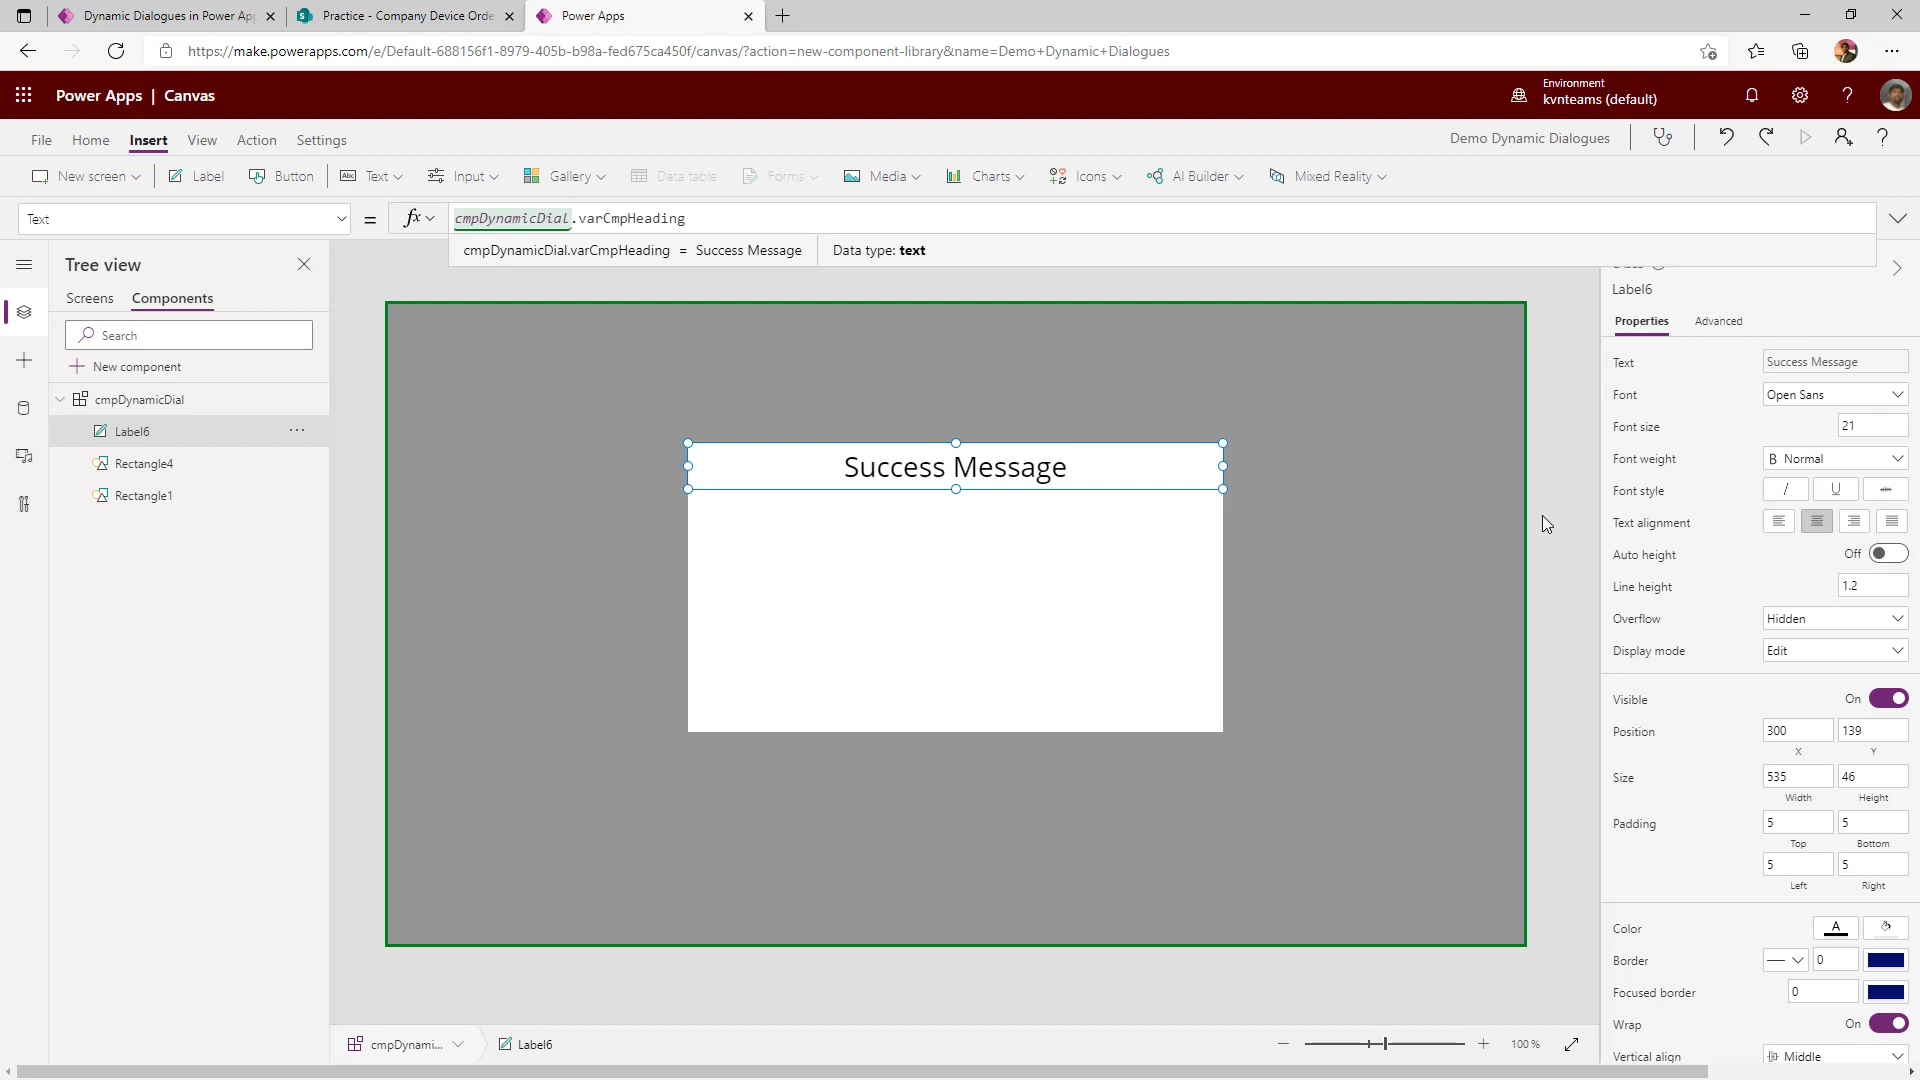 Dynamic Dialogues in Power Ap
Practice - Company Device Orde
Power Apps
https://make.powerapps.com/e/Default-688156f1-8979-405b-b98a-fed675ca450f/canvas/?action=new-component-library&name=Demo+Dynamic+Dialogues
Power Apps | Canvas
Environment
kvnteams (default)
File Home Insert View Action Settings
Demo Dynamic Dialogues
New screen Label Button Text Input Gallery Data table Forms Media Charts Icons AI Builder Mixed Reality
Text = fx cmpDynamicDial.varCmpHeading
cmpDynamicDial.varCmpHeading = Success Message Data type: text
Tree view
Screens Components
Search
New component
cmpDynamicDial
Label6
Rectangle4
Rectangle1
Success Message
Label6
Properties Advanced
Text Success Message
Font Open Sans
Font size 21
Font weight B Normal
Font style / U abc
Text alignment
Auto height Off
Line height 1.2
Overflow Hidden
Display mode Edit
Visible On
Position 300 139
X Y
Size 535 46
Width Height
Padding 5 5
Top Bottom
5 5
Left Right
Color A
Border 0
Focused border 0
Wrap On
Vertical align Middle
cmpDynami... Label6
100 %